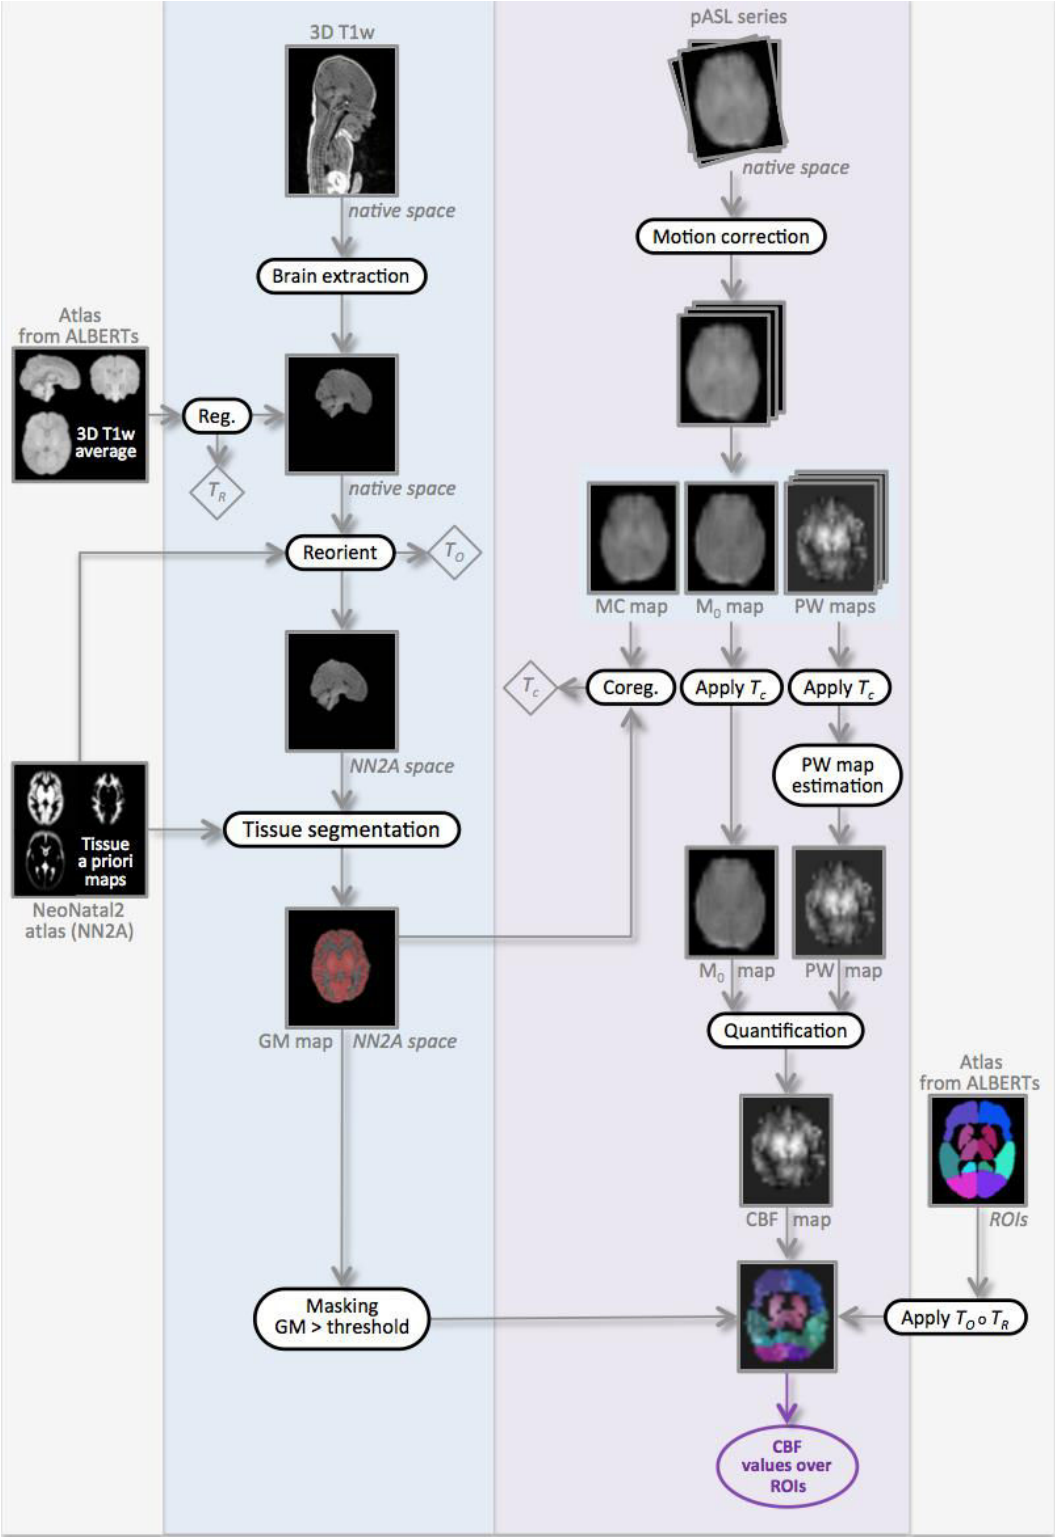 3D T1w
pASL series
native space
native space
Motion correction
Brain extraction
Atlas
from ALBERTs
3D T1w
average
Reg.
T_R
native space
Reorient
T_O
MC map
M_0 map
PW maps
T_c
Coreg.
Apply T_c
Apply T_c
NN2A space
PW map
estimation
Tissue
a priori
maps
Tissue segmentation
NeoNatal2
atlas (NN2A)
M_0 map
PW map
GM map
NN2A space
Quantification
Atlas
from ALBERTs
CBF map
ROIs
Masking
GM > threshold
Apply T_O ∘ T_R
CBF
values over
ROIs